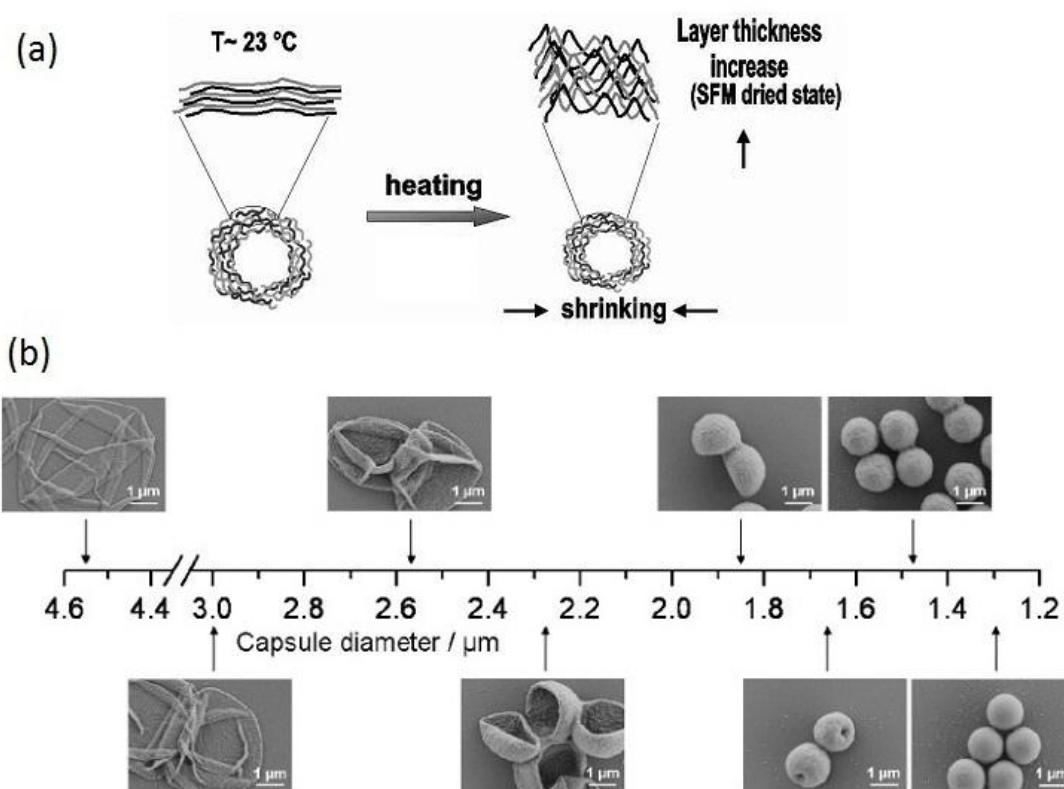 (a)
T~ 23 °C
Layer thickness
increase
(SFM dried state)
heating
shrinking
(b)
1 µm
1 µm
1 µm
1 µm
4.6 4.4 3.0 2.8 2.6 2.4 2.2 2.0 1.8 1.6 1.4 1.2
Capsule diameter / µm
1 µm
1 µm
1 µm
1 µm